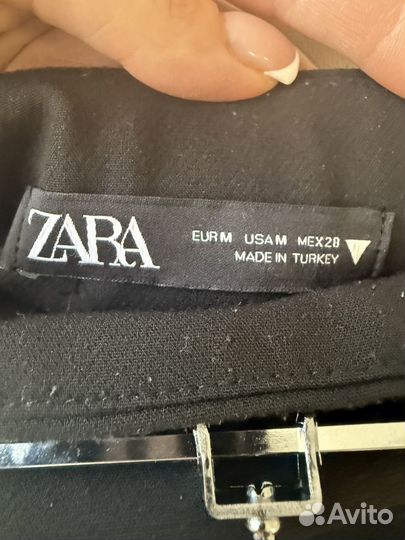 ZARA
EUR M USA M MEX 28
MADE IN TURKEY
Avito